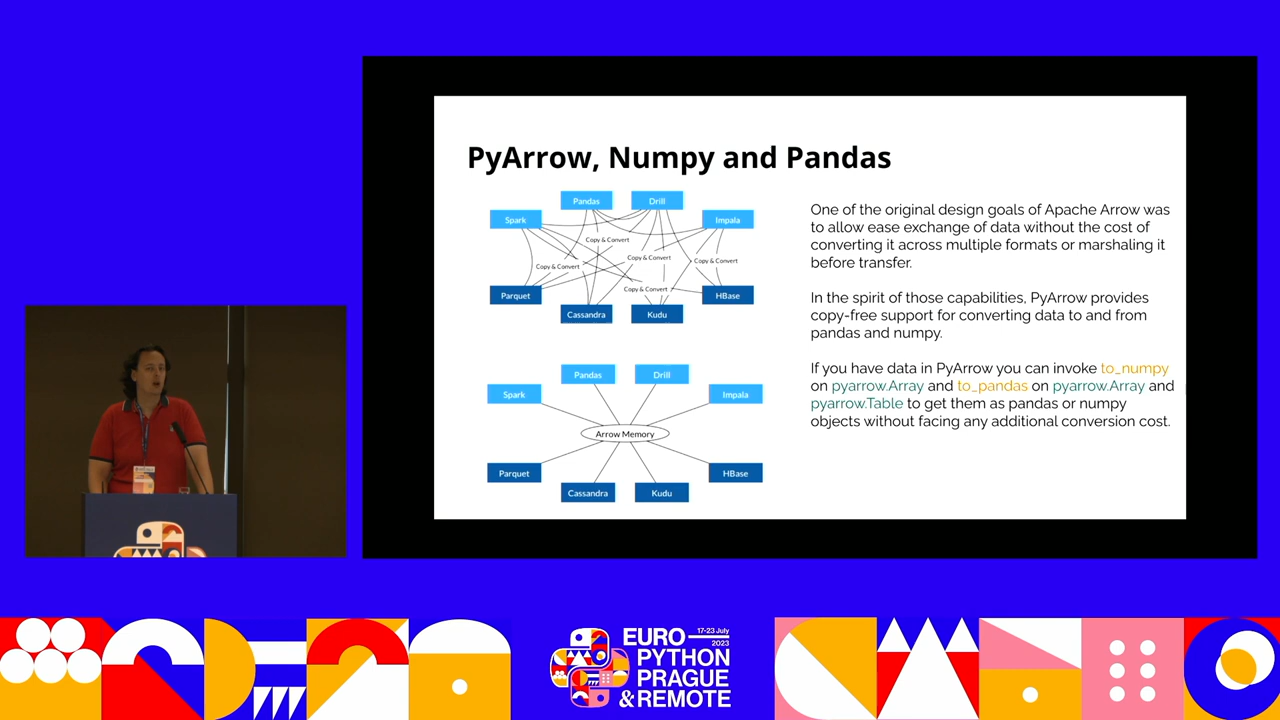 PyArrow, Numpy and Pandas
Pandas
Drill
Spark
Impala
Copy & Convert
Copy & Convert
Copy & Convert
Copy & Convert
Copy & Convert
Parquet
HBase
Cassandra
Kudu
Pandas
Drill
Spark
Impala
Arrow Memory
Parquet
HBase
Cassandra
Kudu
One of the original design goals of Apache Arrow was
to allow ease exchange of data without the cost of
converting it across multiple formats or marshaling it
before transfer.
In the spirit of those capabilities, PyArrow provides
copy-free support for converting data to and from
pandas and numpy.
If you have data in PyArrow you can invoke to_numpy
on pyarrow.Array and to_pandas on pyarrow.Array and
pyarrow.Table to get them as pandas or numpy
objects without facing any additional conversion cost.
17-23 July
2023
EURO
PYTHON
PRAGUE
& REMOTE